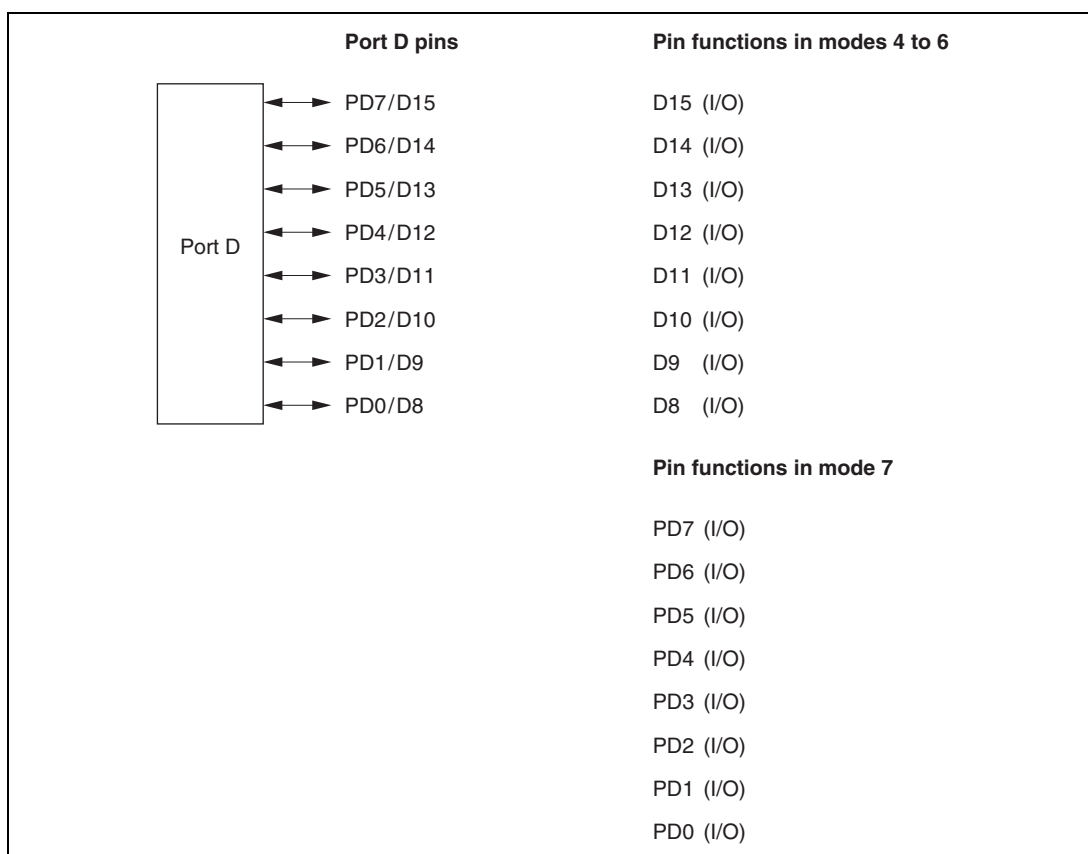 Port D pins Pin functions in modes 4 to 6
PD7/D15 D15 (I/O)
PD6/D14 D14 (I/O)
PD5/D13 D13 (I/O)
PD4/D12 D12 (I/O)
Port D
PD3/D11 D11 (I/O)
PD2/D10 D10 (I/O)
PD1/D9 D9 (I/O)
PD0/D8 D8 (I/O)
Pin functions in mode 7
PD7 (I/O)
PD6 (I/O)
PD5 (I/O)
PD4 (I/O)
PD3 (I/O)
PD2 (I/O)
PD1 (I/O)
PD0 (I/O)